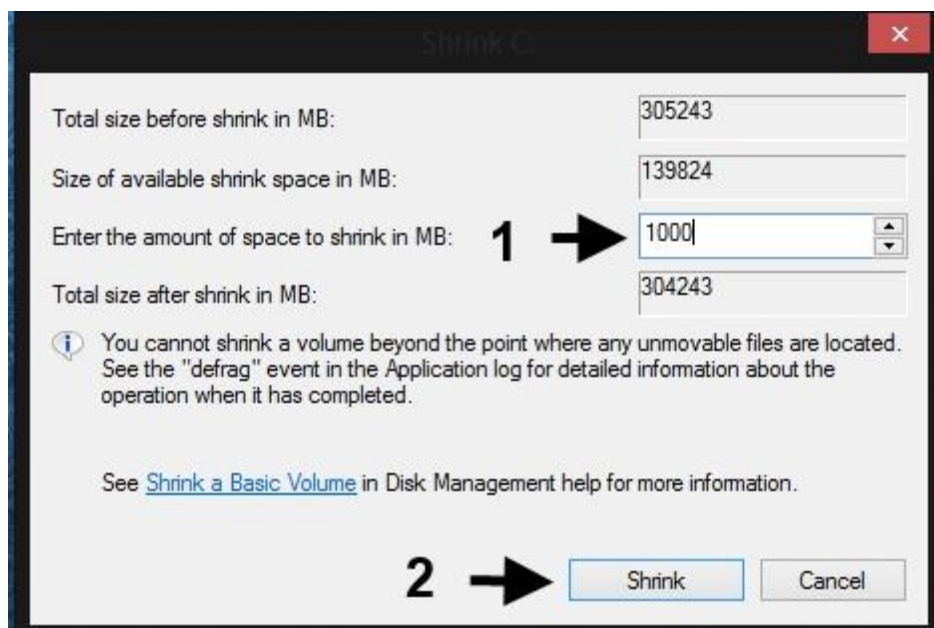 Shrink C:
Total size before shrink in MB: 305243
Size of available shrink space in MB: 139824
Enter the amount of space to shrink in MB: 1 1000
Total size after shrink in MB: 304243
You cannot shrink a volume beyond the point where any unmovable files are located.
See the "defrag" event in the Application log for detailed information about the
operation when it has completed.
See Shrink a Basic Volume in Disk Management help for more information.
2 Shrink Cancel